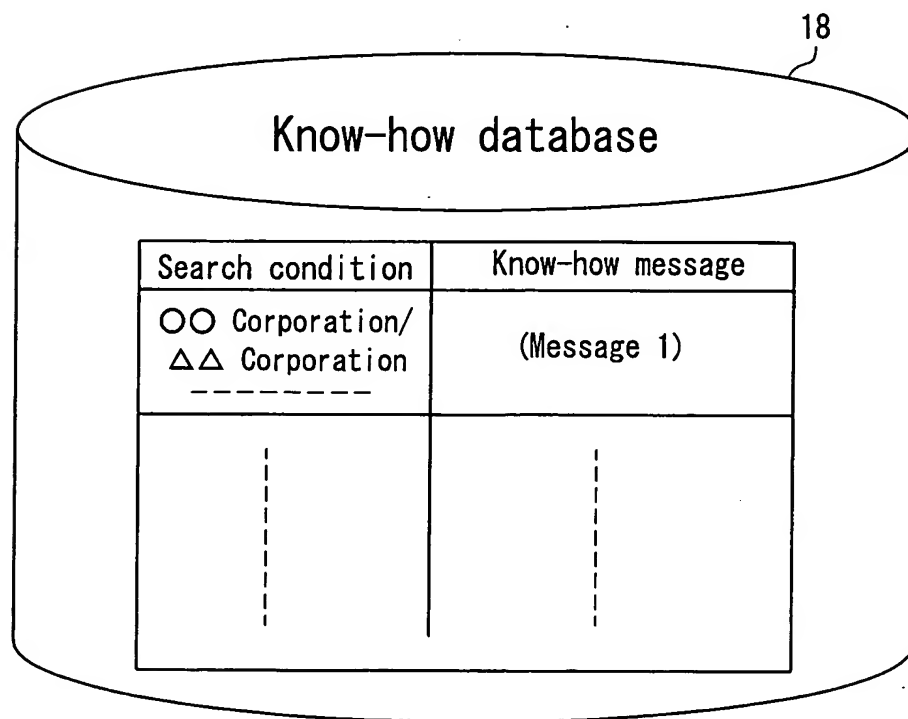 18
Know-how database
Search condition
Know-how message
○○ Corporation/
△△ Corporation
(Message 1)